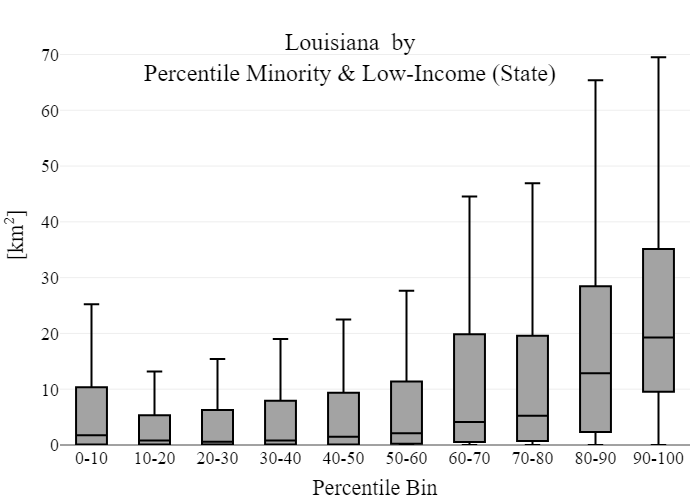 Louisiana by
Percentile Minority & Low-Income (State)
70
60
50
40
30
20
10
0
[km²]
0-10 10-20 20-30 30-40 40-50 50-60 60-70 70-80 80-90 90-100
Percentile Bin